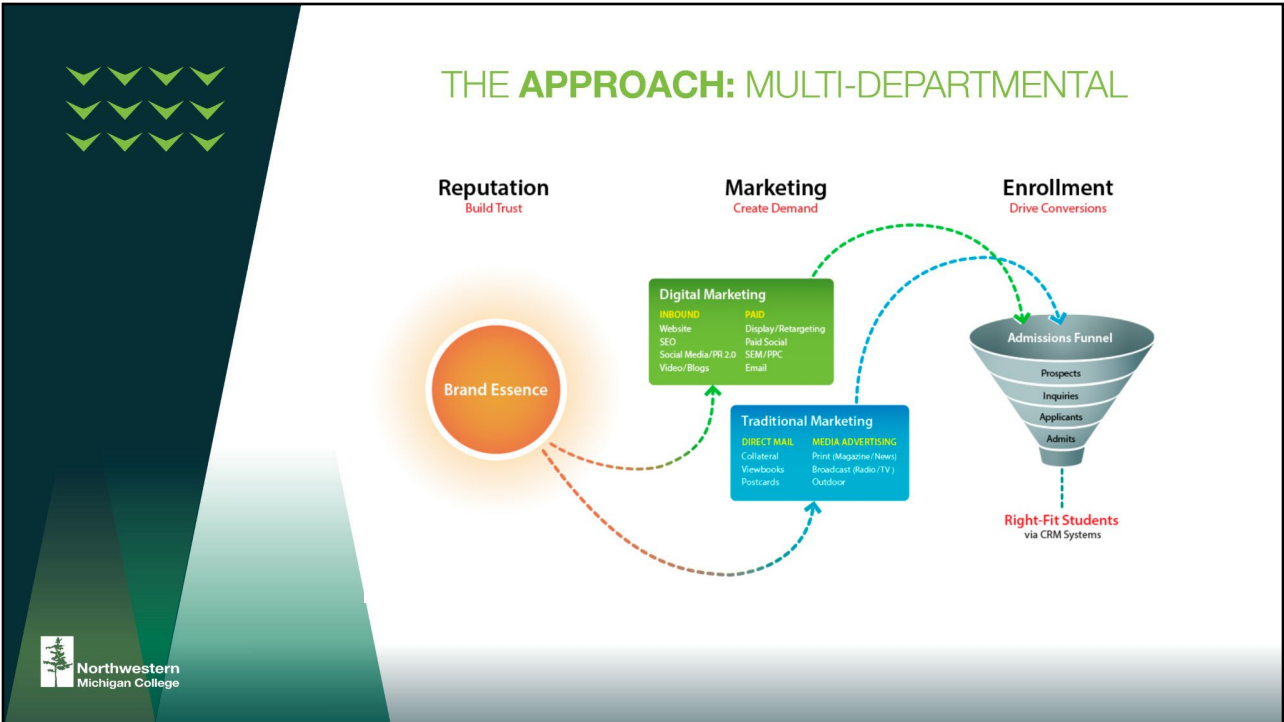 THE APPROACH: MULTI-DEPARTMENTAL
Reputation
Build Trust
Marketing
Create Demand
Enrollment
Drive Conversions
Brand Essence
Digital Marketing
INBOUND
Website
SEO
Social Media/PR 2.0
Video/Blogs
PAID
Display/Retargeting
Paid Social
SEM/PPC
Email
Traditional Marketing
DIRECT MAIL
Collateral
Viewbooks
Postcards
MEDIA ADVERTISING
Print (Magazine/News)
Broadcast (Radio/TV)
Outdoor
Admissions Funnel
Prospects
Inquiries
Applicants
Admits
Right-Fit Students
via CRM Systems
Northwestern
Michigan College